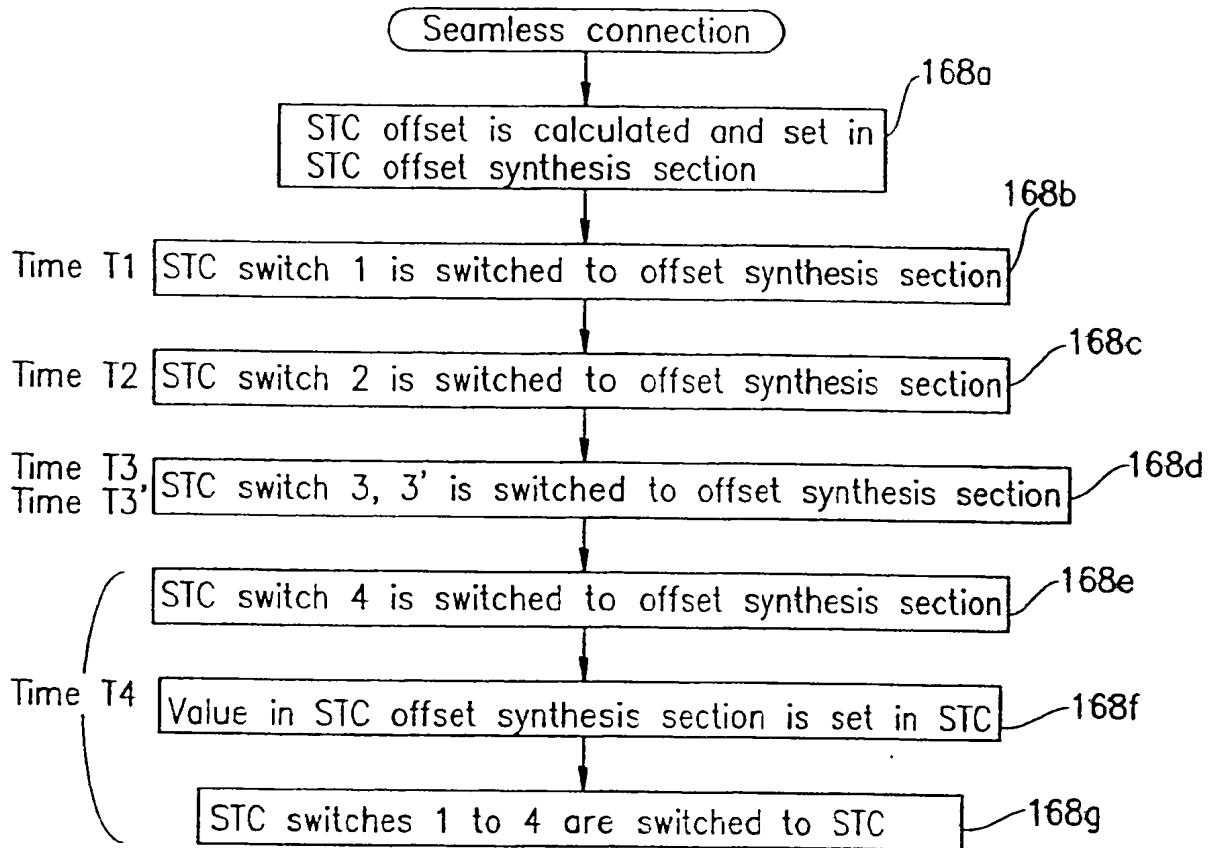 Seamless connection
168a
STC offset is calculated and set in
STC offset synthesis section
168b
Time T1
STC switch 1 is switched to offset synthesis section
168c
Time T2
STC switch 2 is switched to offset synthesis section
168d
Time T3,
Time T3'
STC switch 3, 3' is switched to offset synthesis section
168e
STC switch 4 is switched to offset synthesis section
Time T4
168f
Value in STC offset synthesis section is set in STC
168g
STC switches 1 to 4 are switched to STC